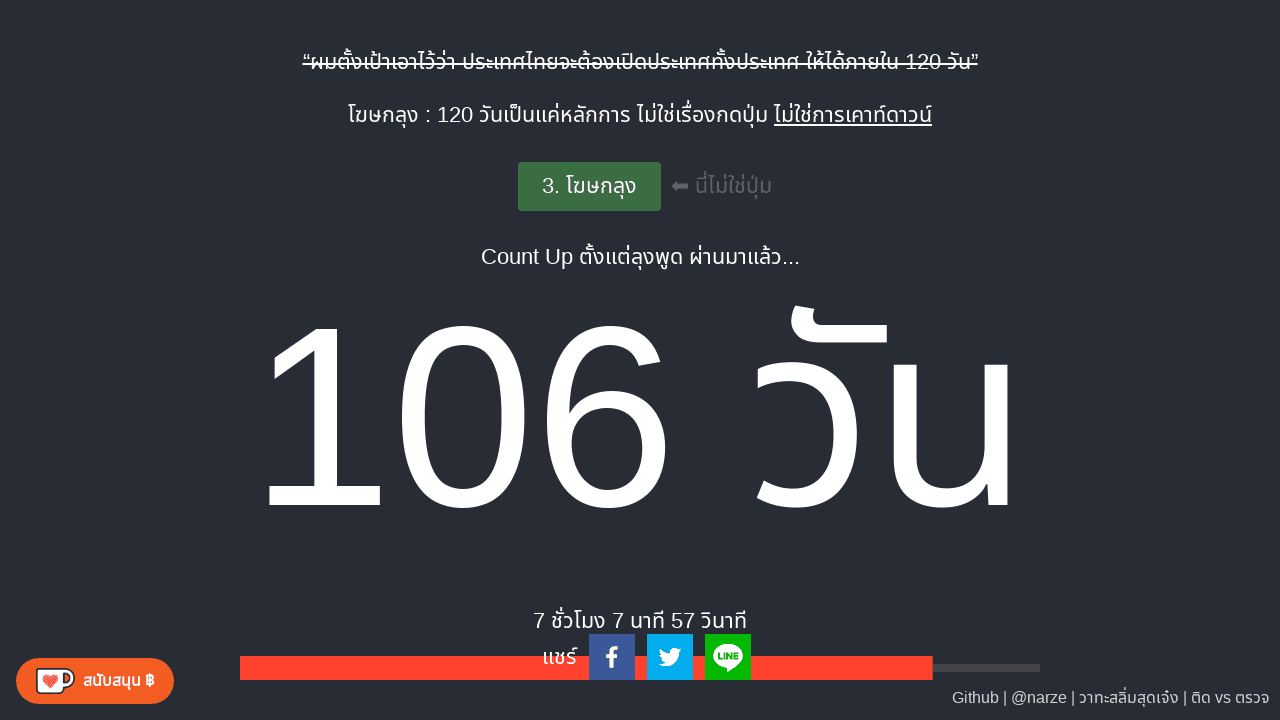 “ผมตั้งเป้าเอาไว้ว่า ประเทศไทยจะต้องเปิดประเทศทั้งประเทศ ให้ได้ภายใน 120 วัน”
โฆษกลุง : 120 วันเป็นแค่หลักการ ไม่ใช่เรื่องกดปุ่ม ไม่ใช่การเคาท์ดาวน์
3. โฆษกลุง ⬅ นี่ไม่ใช่ปุ่ม
Count Up ตั้งแต่ลุงพูด ผ่านมาแล้ว...
106 วัน
7 ชั่วโมง 7 นาที 57 วินาที
แชร์
LINE
สนับสนุน ฿
Github | @narze | วาทะสลิ่มสุดเจ๋ง | ติด vs ตรวจ